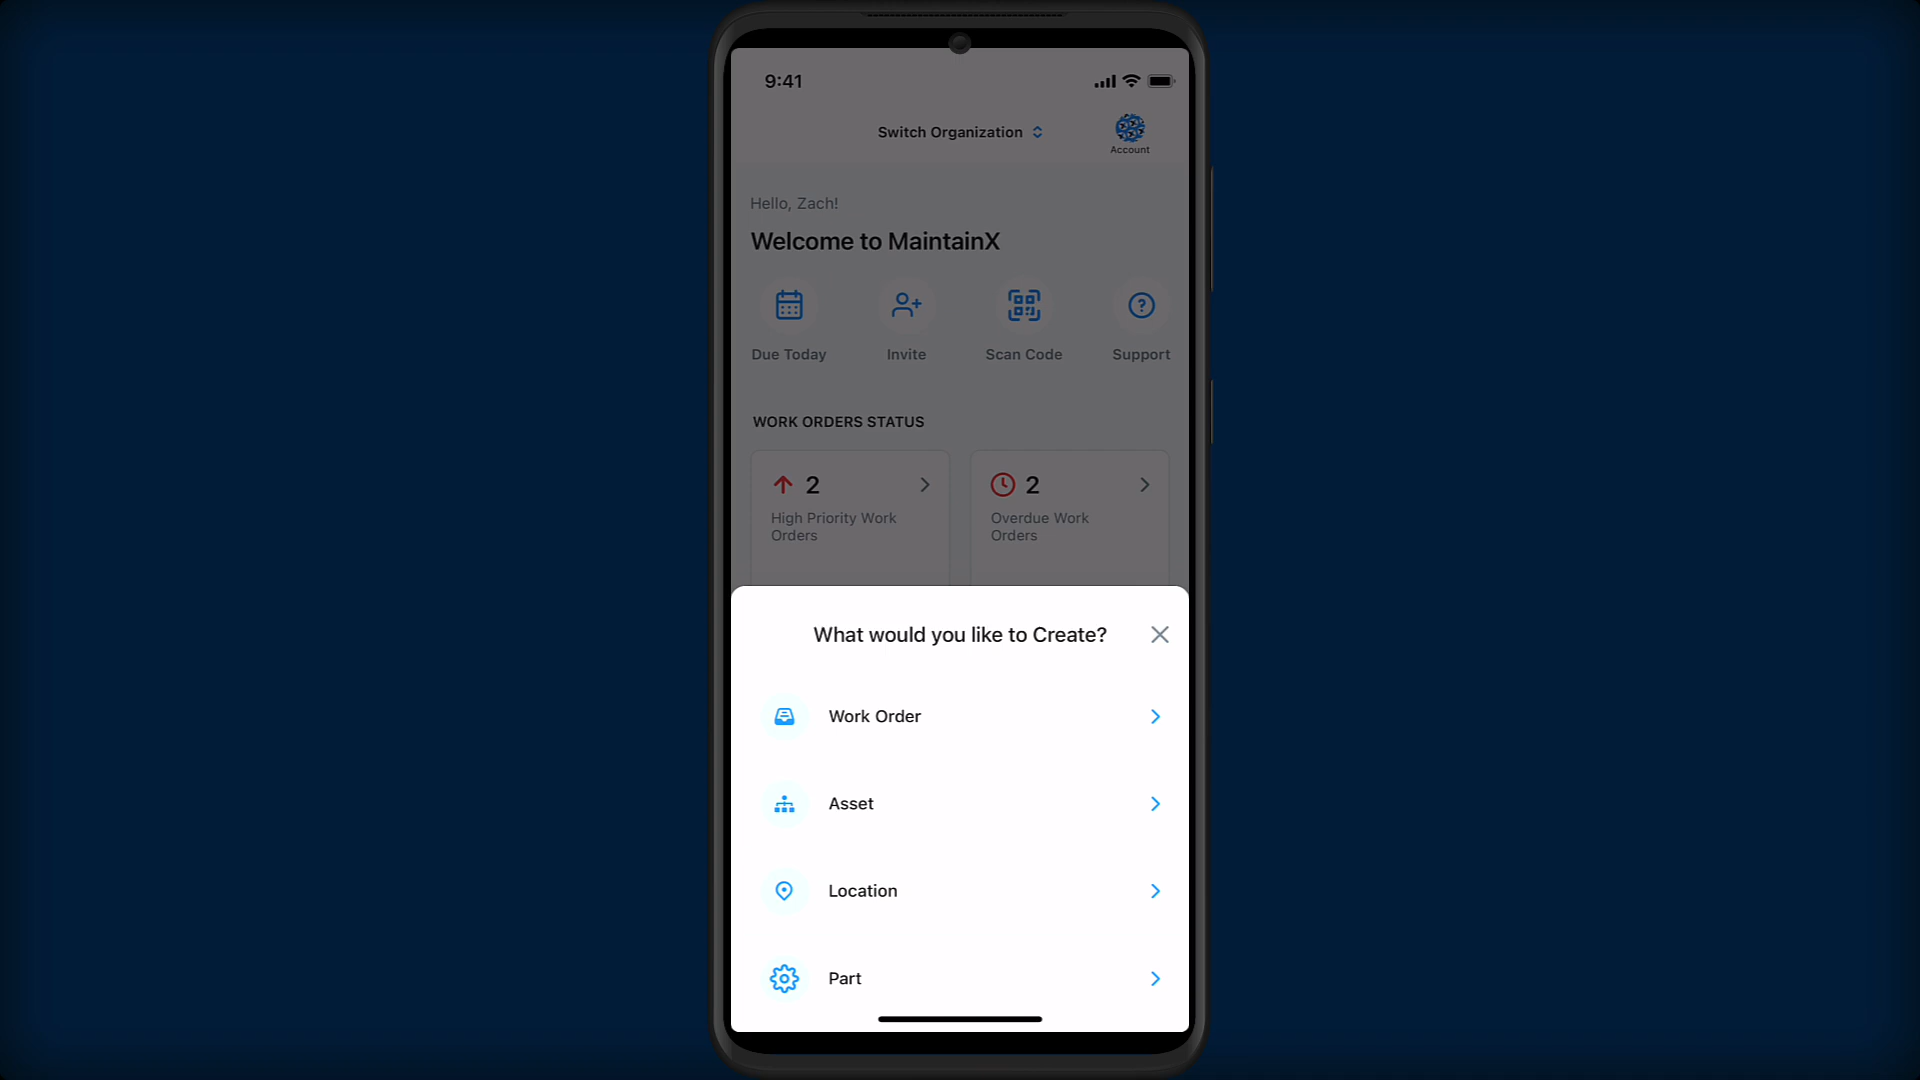 9:41
Switch Organization
Account
Hello, Zach!
Welcome to MaintainX
Due Today
Invite
Scan Code
Support
WORK ORDERS STATUS
2
High Priority Work
Orders
2
Overdue Work
Orders
What would you like to Create?
Work Order
Asset
Location
Part